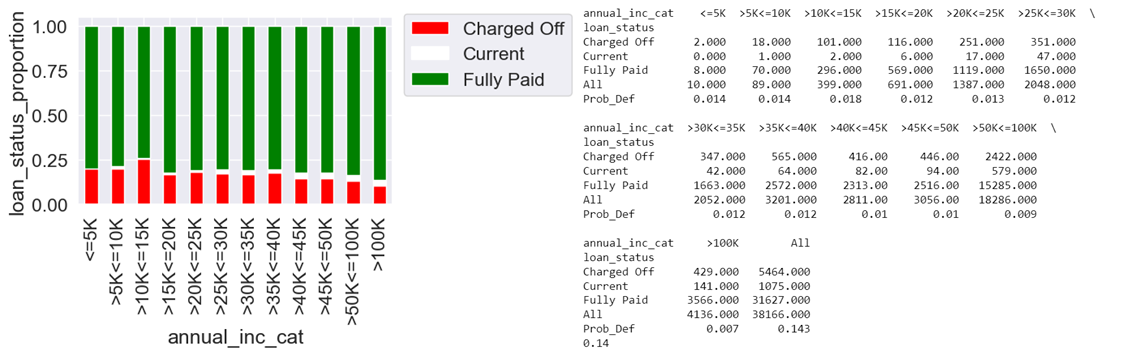 1.00
0.75
0.50
0.25
0.00
loan_status_proportion
<=5K
>5K<=10K
>10K<=15K
>15K<=20K
>20K<=25K
>25K<=30K
>30K<=35K
>35K<=40K
>40K<=45K
>45K<=50K
>50K<=100K
>100K
annual_inc_cat
Charged Off
Current
Fully Paid
annual_inc_cat <=5K >5K<=10K >10K<=15K >15K<=20K >20K<=25K >25K<=30K \
loan_status
Charged Off 2.000 18.000 101.000 116.000 251.000 351.000
Current 0.000 1.000 2.000 6.000 17.000 47.000
Fully Paid 8.000 70.000 296.000 569.000 1119.000 1650.000
All 10.000 89.000 399.000 691.000 1387.000 2048.000
Prob_Def 0.014 0.014 0.018 0.012 0.013 0.012
annual_inc_cat >30K<=35K >35K<=40K >40K<=45K >45K<=50K >50K<=100K \
loan_status
Charged Off 347.000 565.000 416.00 446.00 2422.000
Current 42.000 64.000 82.00 94.00 579.000
Fully Paid 1663.000 2572.000 2313.00 2516.00 15285.000
All 2052.000 3201.000 2811.00 3056.00 18286.000
Prob_Def 0.012 0.012 0.01 0.01 0.009
annual_inc_cat >100K All
loan_status
Charged Off 429.000 5464.000
Current 141.000 1075.000
Fully Paid 3566.000 31627.000
All 4136.000 38166.000
Prob_Def 0.007 0.143
0.14